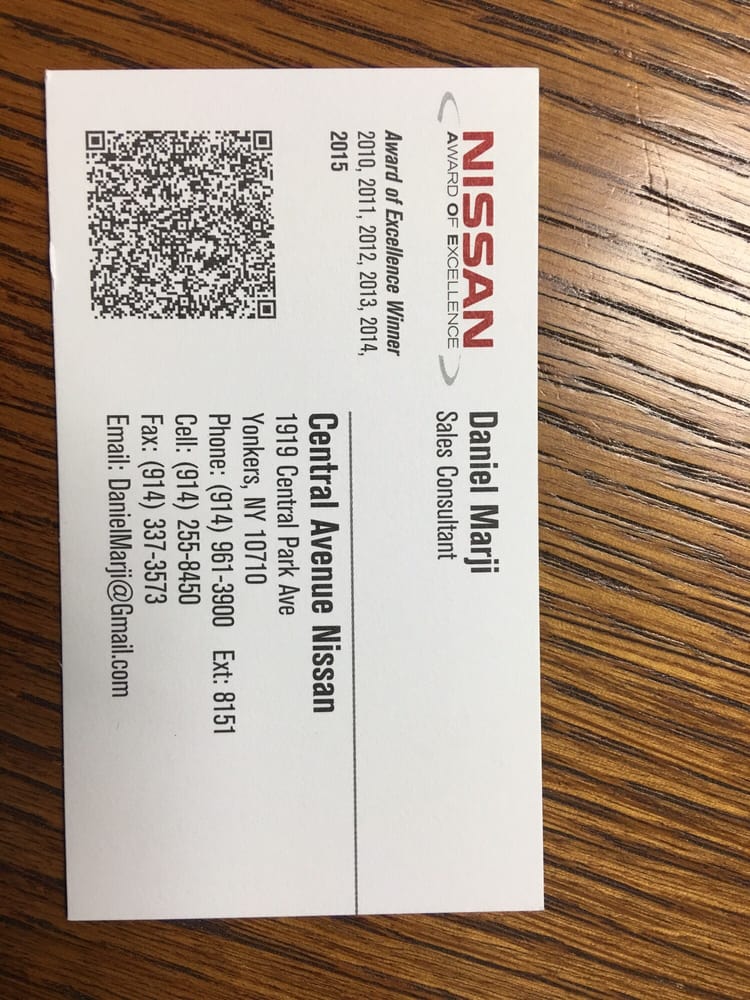 NISSAN
AWARD OF EXCELLENCE
Award of Excellence Winner
2010, 2011, 2012, 2013, 2014,
2015
Daniel Marji
Sales Consultant
Central Avenue Nissan
1919 Central Park Ave
Yonkers, NY 10710
Phone: (914) 961-3900 Ext: 8151
Cell: (914) 255-8450
Fax: (914) 337-3573
Email: DanielMarji@Gmail.com